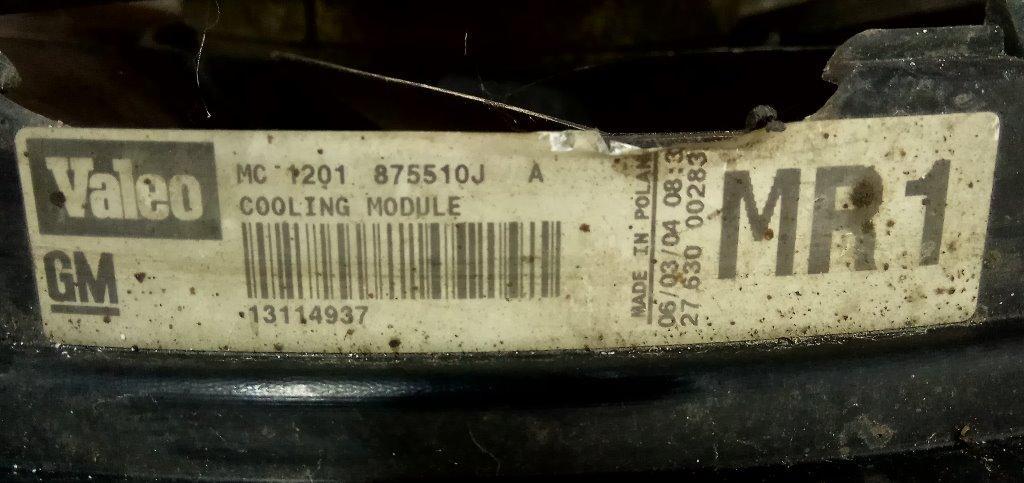 Valeo
GM
MC 1201 875510J A
COOLING MODULE
13114937
MADE IN POLAN
06/03/04 08:3
27 630 00283
MR1